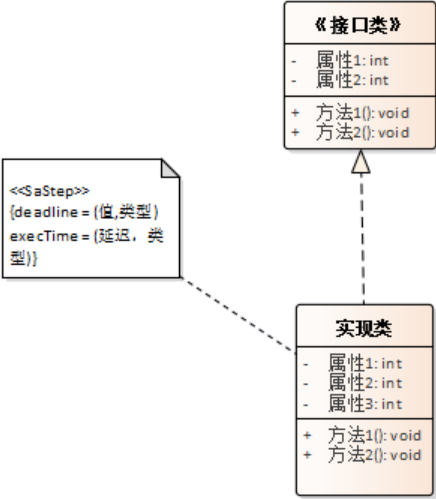 《接口类》
- 属性1: int
- 属性2: int
+ 方法1(): void
+ 方法2(): void
<<SaStep>>
{deadline = (值,类型)
execTime = (延迟，类
型)}
实现类
- 属性1: int
- 属性2: int
- 属性3: int
+ 方法1(): void
+ 方法2(): void